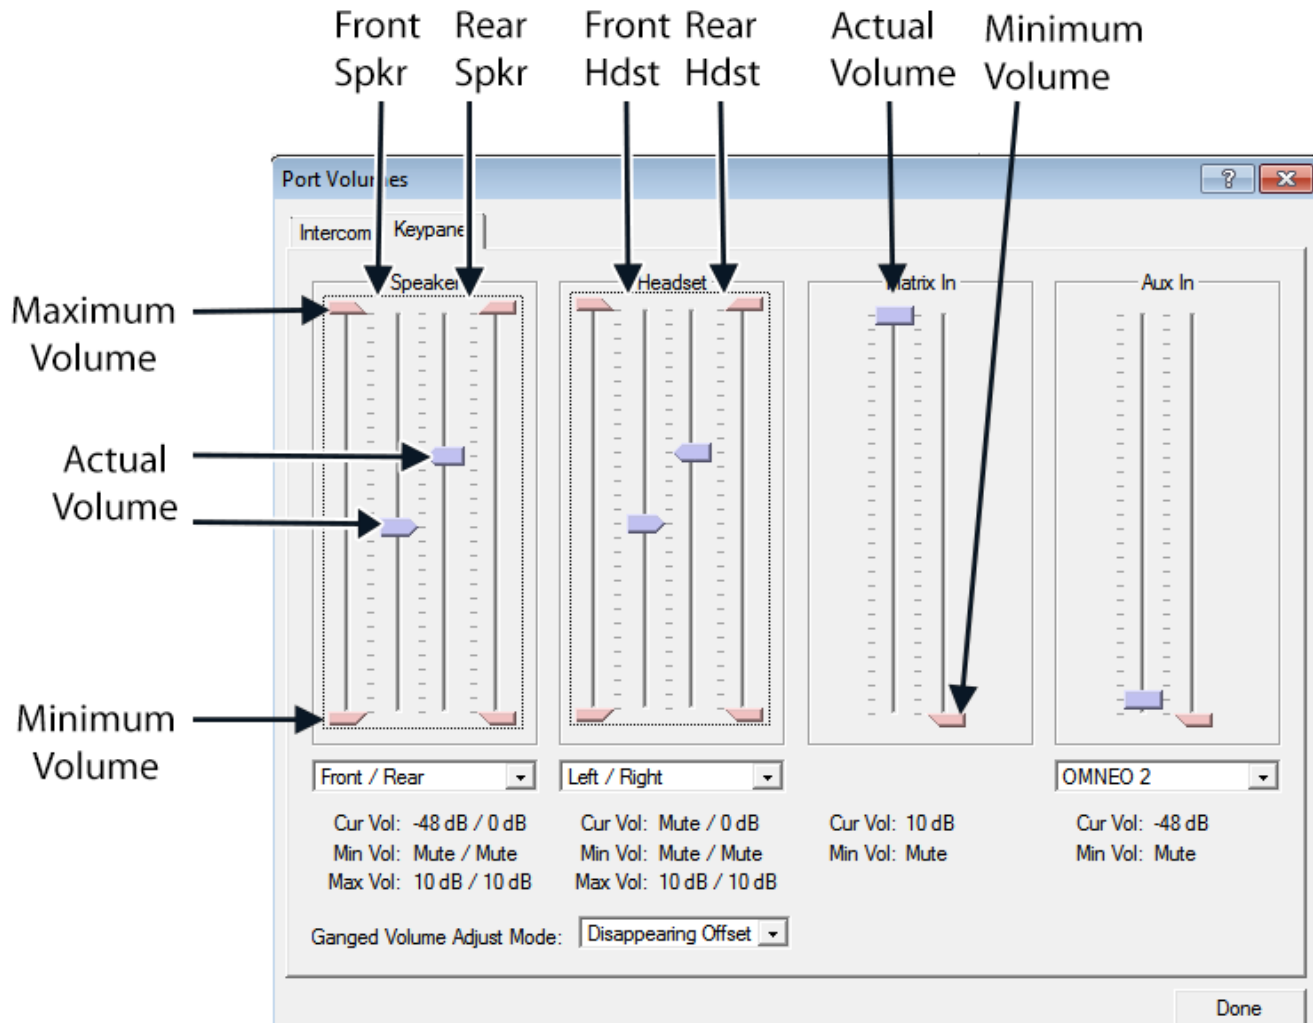 Front Spkr
Rear Spkr
Front Hdst
Rear Hdst
Actual Volume
Minimum Volume
Port Volumes
Intercom
Keypane
Speaker
Headset
Matrix In
Aux In
Maximum Volume
Actual Volume
Minimum Volume
Front / Rear
Left / Right
OMNEO 2
Cur Vol: -48 dB / 0 dB
Min Vol: Mute / Mute
Max Vol: 10 dB / 10 dB
Cur Vol: Mute / 0 dB
Min Vol: Mute / Mute
Max Vol: 10 dB / 10 dB
Cur Vol: 10 dB
Min Vol: Mute
Cur Vol: -48 dB
Min Vol: Mute
Ganged Volume Adjust Mode: Disappearing Offset
Done